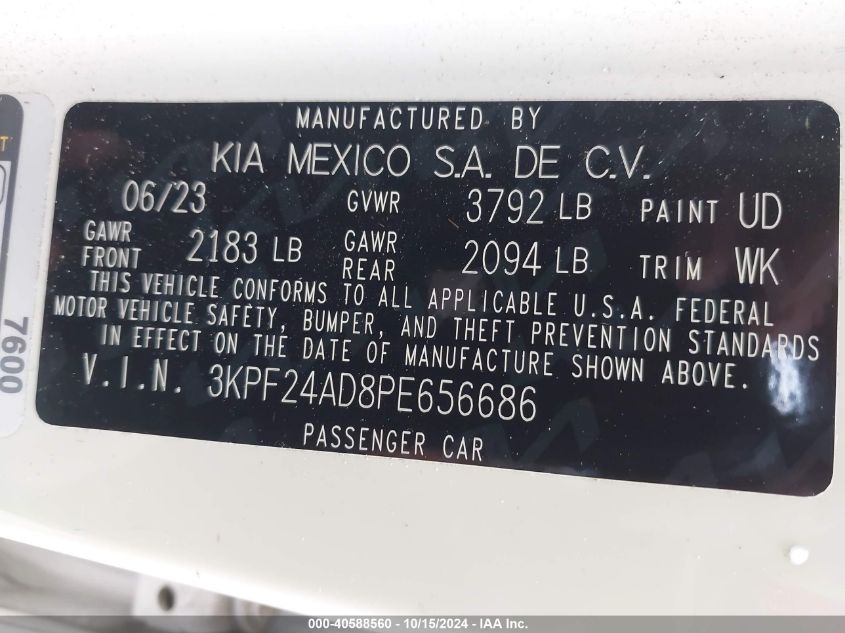 MANUFACTURED BY
KIA MEXICO S.A. DE C.V.
06/23 GVWR 3792 LB PAINT UD
GAWR FRONT 2183 LB GAWR REAR 2094 LB TRIM WK
THIS VEHICLE CONFORMS TO ALL APPLICABLE U.S.A. FEDERAL
MOTOR VEHICLE SAFETY, BUMPER, AND THEFT PREVENTION STANDARDS
IN EFFECT ON THE DATE OF MANUFACTURE SHOWN ABOVE.
V.I.N. 3KPF24AD8PE656686
PASSENGER CAR
7600
000-40588560 - 10/15/2024 - IAA Inc.